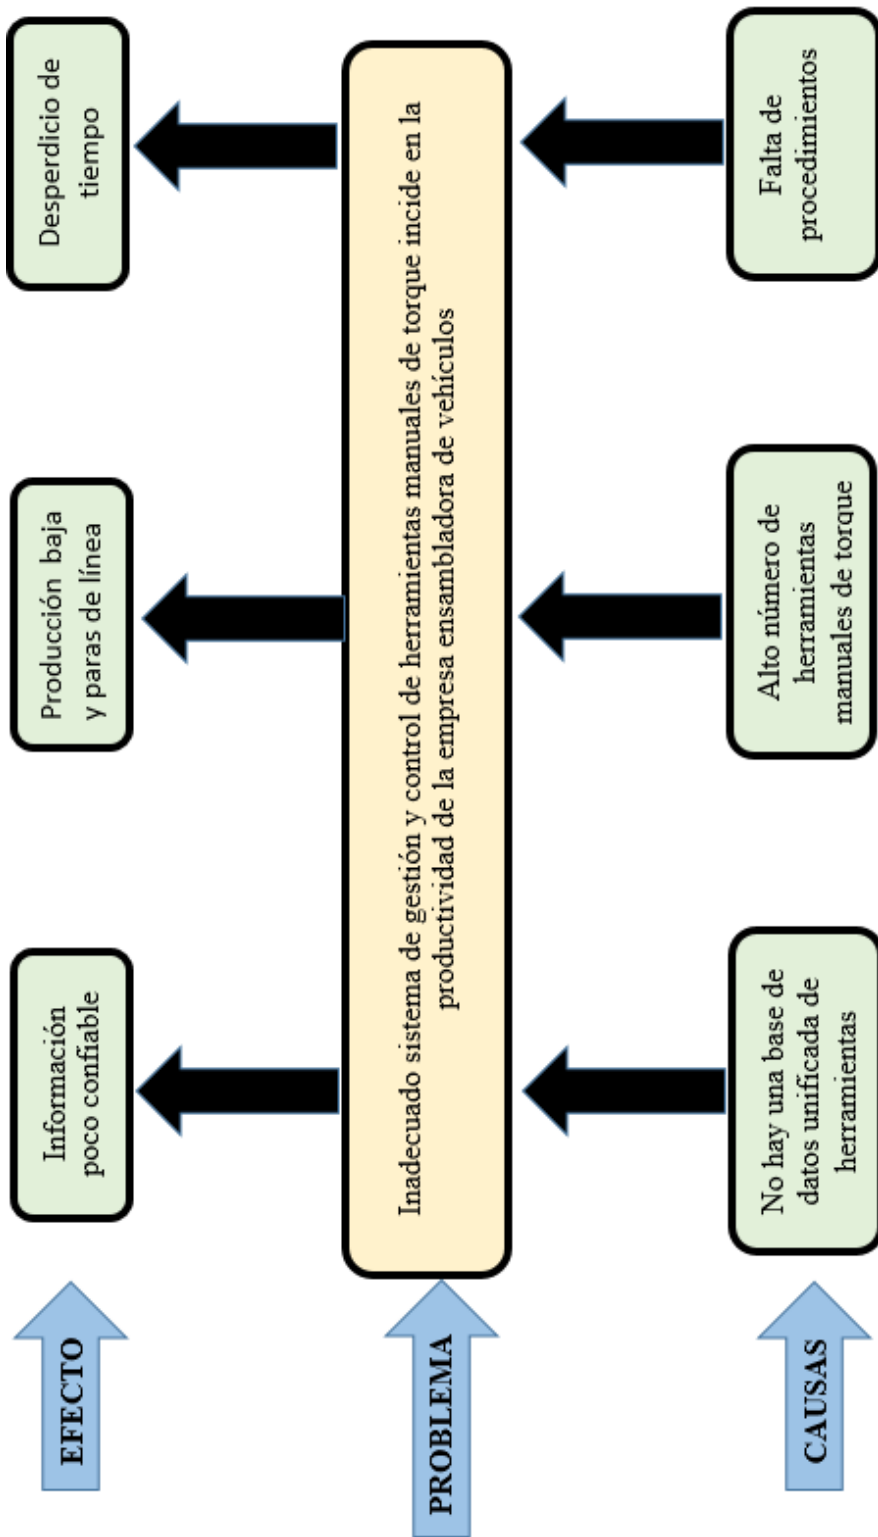 EFECTO
Información
poco confiable
Producción baja
y paras de línea
Desperdicio de
tiempo
PROBLEMA
Inadecuado sistema de gestión y control de herramientas manuales de torque incide en la
productividad de la empresa ensambladora de vehículos
CAUSAS
No hay una base de
datos unificada de
herramientas
Alto número de
herramientas
manuales de torque
Falta de
procedimientos